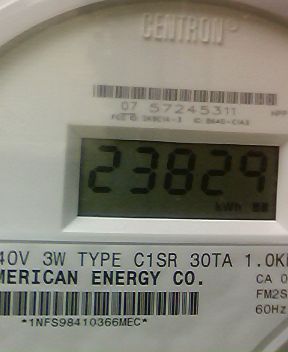 CENTRON®
07 57245311
23829
kWh
40V 3W TYPE C1SR 30TA 1.0K
MERICAN ENERGY CO.
CA 0
FM2S
60Hz
*1NFS98410366MEC*